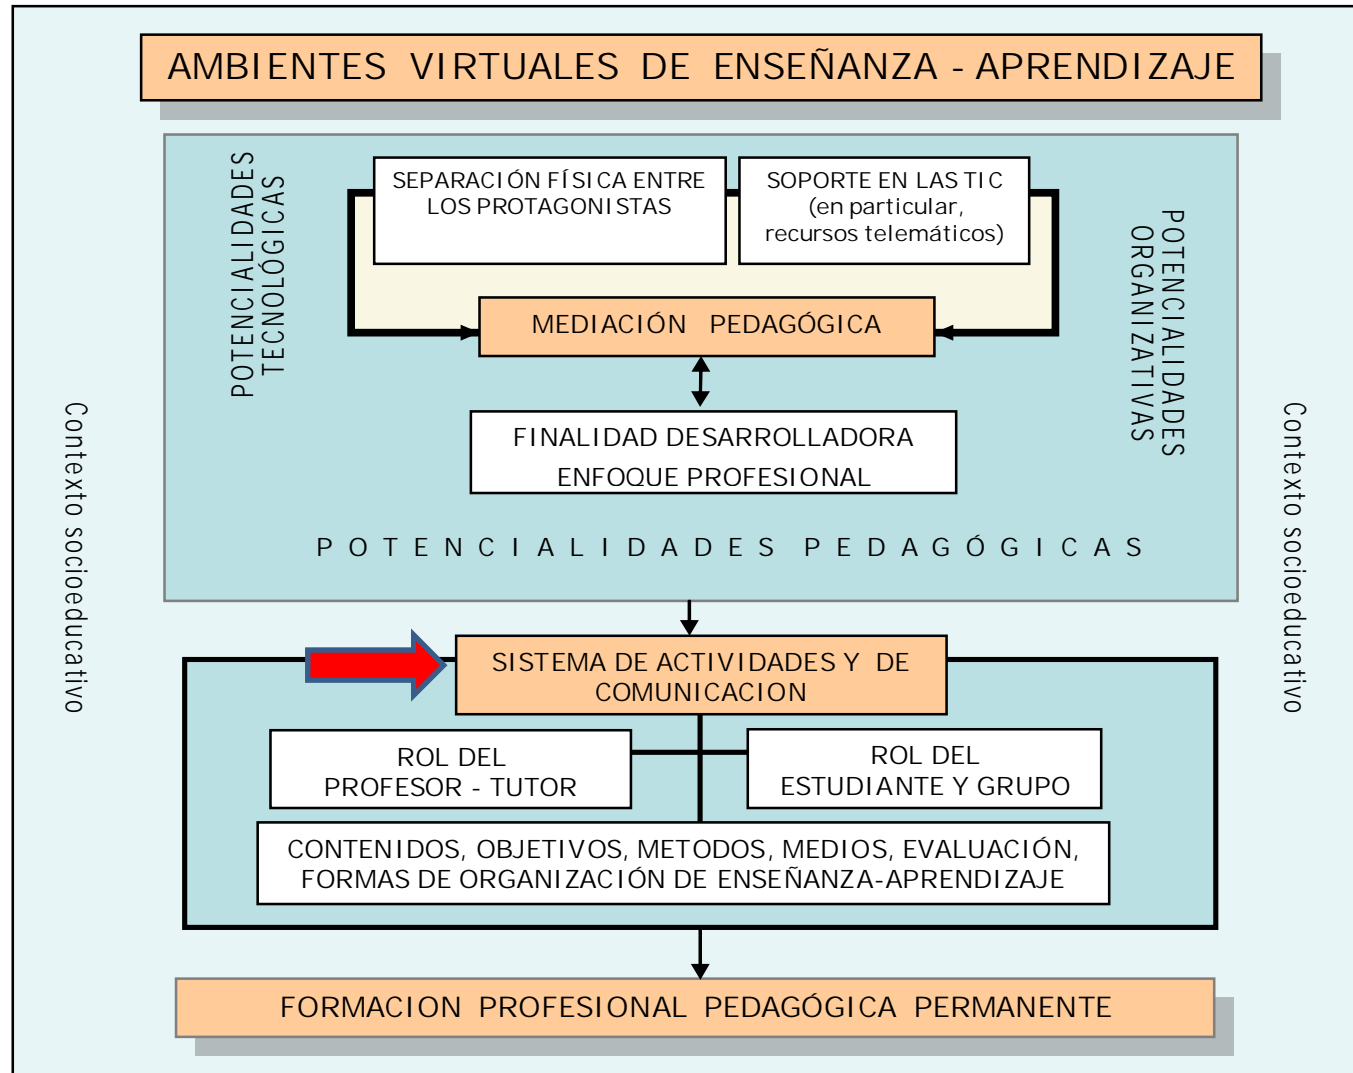 AMBIENTES VIRTUALES DE ENSEÑANZA - APRENDIZAJE
POTENCIALIDADES
TECNOLÓGICAS
SEPARACIÓN FÍSICA ENTRE
LOS PROTAGONISTAS
SOPORTE EN LAS TIC
(en particular,
recursos telemáticos)
POTENCIALIDADES
ORGANIZATIVAS
MEDIACIÓN PEDAGÓGICA
FINALIDAD DESARROLLADORA
ENFOQUE PROFESIONAL
POTENCIALIDADES PEDAGÓGICAS
Contexto socioeducativo
Contexto socioeducativo
SISTEMA DE ACTIVIDADES Y DE
COMUNICACION
ROL DEL
PROFESOR - TUTOR
ROL DEL
ESTUDIANTE Y GRUPO
CONTENIDOS, OBJETIVOS, METODOS, MEDIOS, EVALUACIÓN,
FORMAS DE ORGANIZACIÓN DE ENSEÑANZA-APRENDIZAJE
FORMACION PROFESIONAL PEDAGÓGICA PERMANENTE